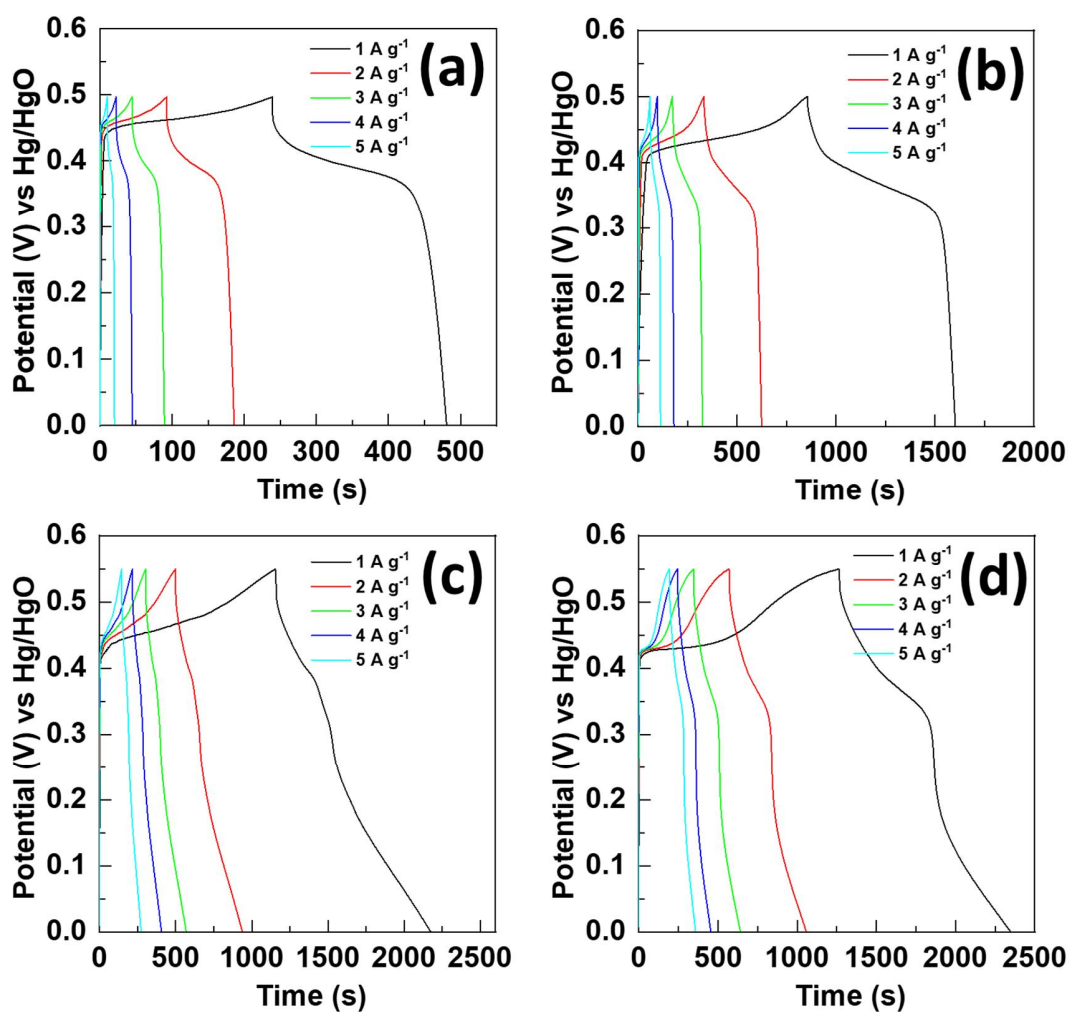 (a)
Potential (V) vs Hg/HgO
0.6
0.5
0.4
0.3
0.2
0.1
0.0
1 A g⁻¹
2 A g⁻¹
3 A g⁻¹
4 A g⁻¹
5 A g⁻¹
0 100 200 300 400 500
Time (s)
(b)
Potential (V) vs Hg/HgO
0.6
0.5
0.4
0.3
0.2
0.1
0.0
1 A g⁻¹
2 A g⁻¹
3 A g⁻¹
4 A g⁻¹
5 A g⁻¹
0 500 1000 1500 2000
Time (s)
(c)
Potential (V) vs Hg/HgO
0.6
0.5
0.4
0.3
0.2
0.1
0.0
1 A g⁻¹
2 A g⁻¹
3 A g⁻¹
4 A g⁻¹
5 A g⁻¹
0 500 1000 1500 2000 2500
Time (s)
(d)
Potential (V) vs Hg/HgO
0.6
0.5
0.4
0.3
0.2
0.1
0.0
1 A g⁻¹
2 A g⁻¹
3 A g⁻¹
4 A g⁻¹
5 A g⁻¹
0 500 1000 1500 2000 2500
Time (s)